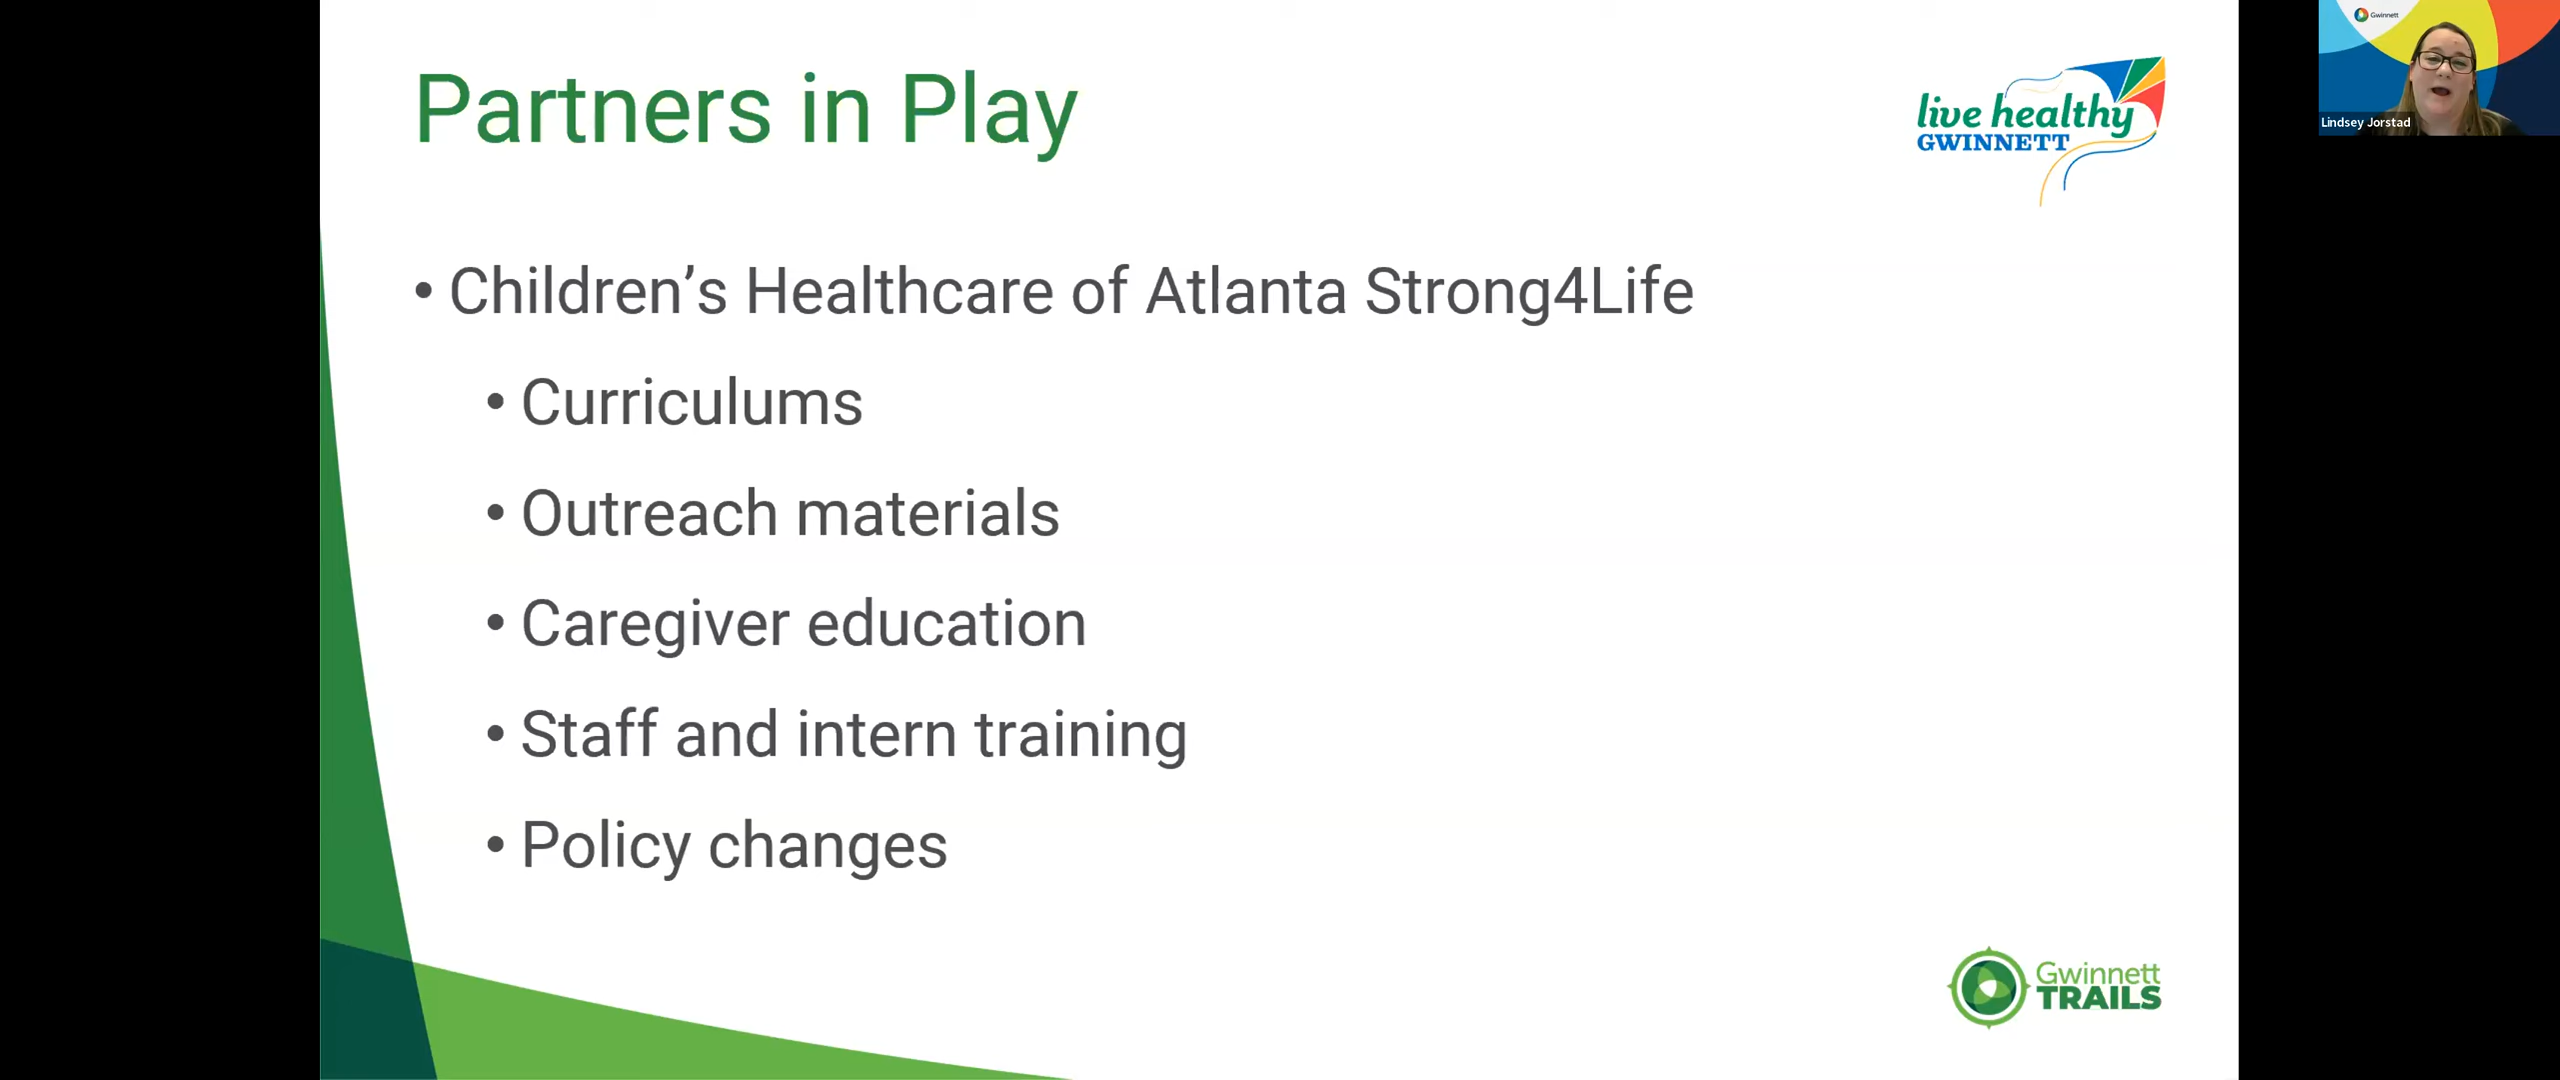 Partners in Play
live healthy
GWINNETT
Gwinnett
Lindsey Jorstad
• Children’s Healthcare of Atlanta Strong4Life
• Curriculums
• Outreach materials
• Caregiver education
• Staff and intern training
• Policy changes
Gwinnett
TRAILS